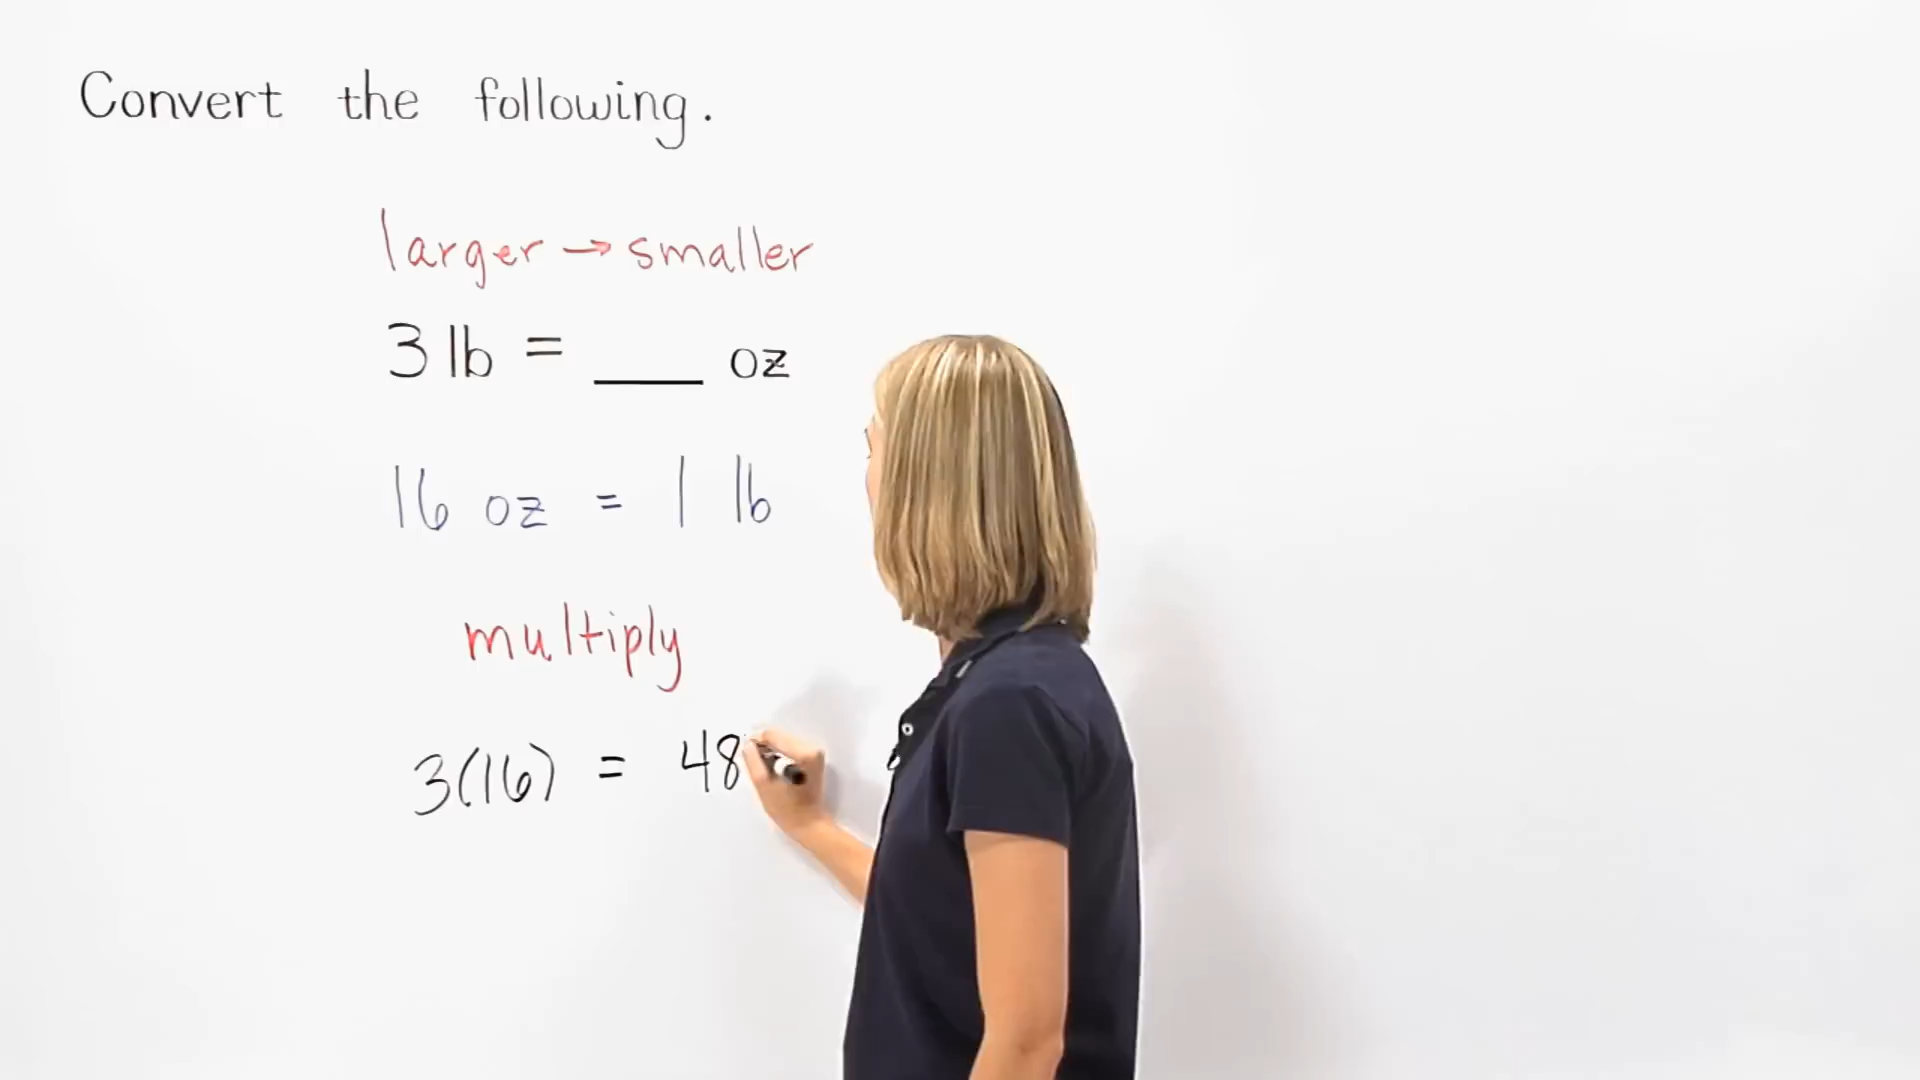 Convert the following.
larger → smaller
3 lb = ___ oz
16 oz = 1 lb
multiply
3(16) = 48